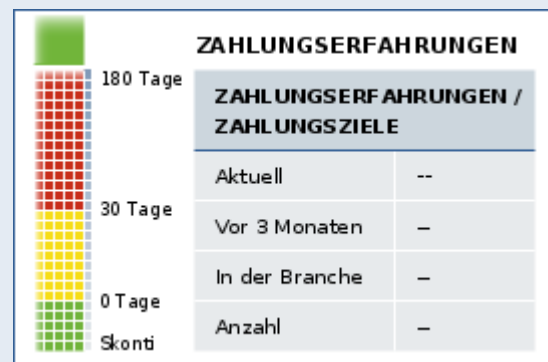 ZAHLUNGSERFAHRUNGEN
180 Tage
30 Tage
0 Tage
Skonti
ZAHLUNGSERFAHRUNGEN /
ZAHLUNGSZIELE
Aktuell --
Vor 3 Monaten –
In der Branche –
Anzahl –